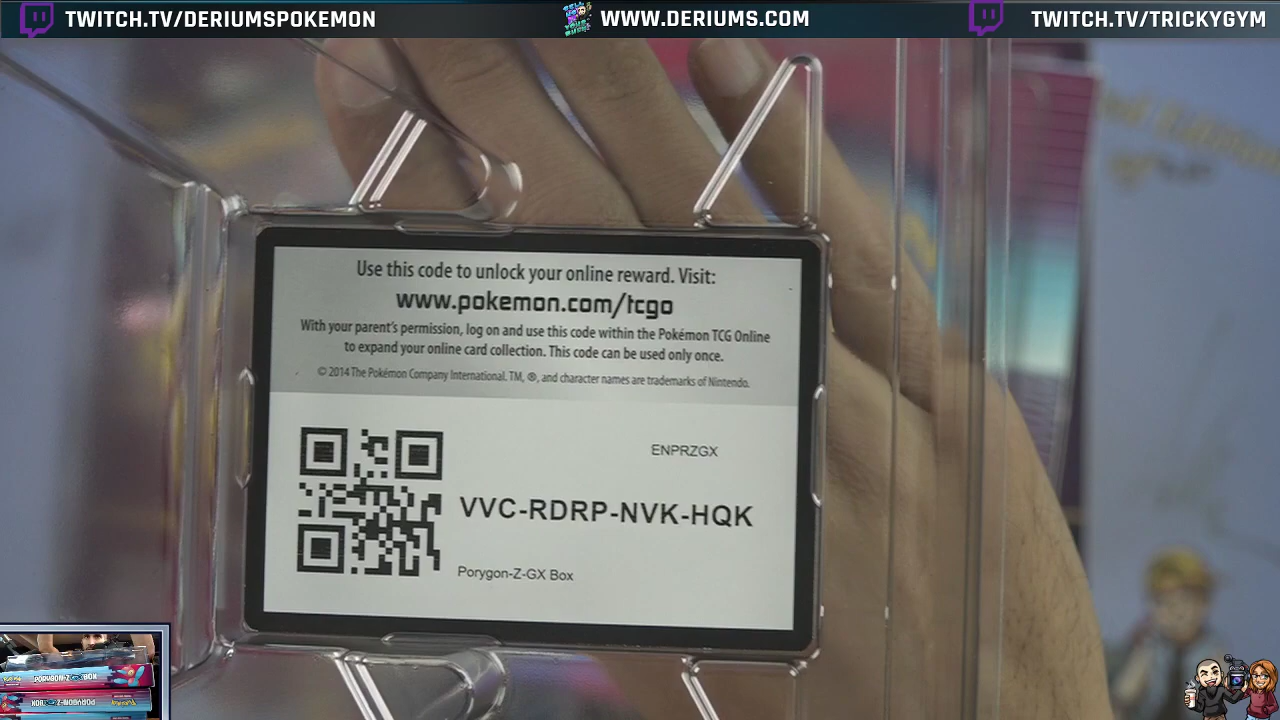 TWITCH.TV/DERIUMSPOKEMON
WWW.DERIUMS.COM
TWITCH.TV/TRICKYGYM
Use this code to unlock your online reward. Visit:
www.pokemon.com/tcgo
With your parent's permission, log on and use this code within the Pokémon TCG Online
to expand your online card collection. This code can be used only once.
© 2014 The Pokémon Company International. TM, ®, and character names are trademarks of Nintendo.
ENPRZGX
VVC-RDRP-NVK-HQK
Porygon-Z-GX Box
PORYGON-Z BOX